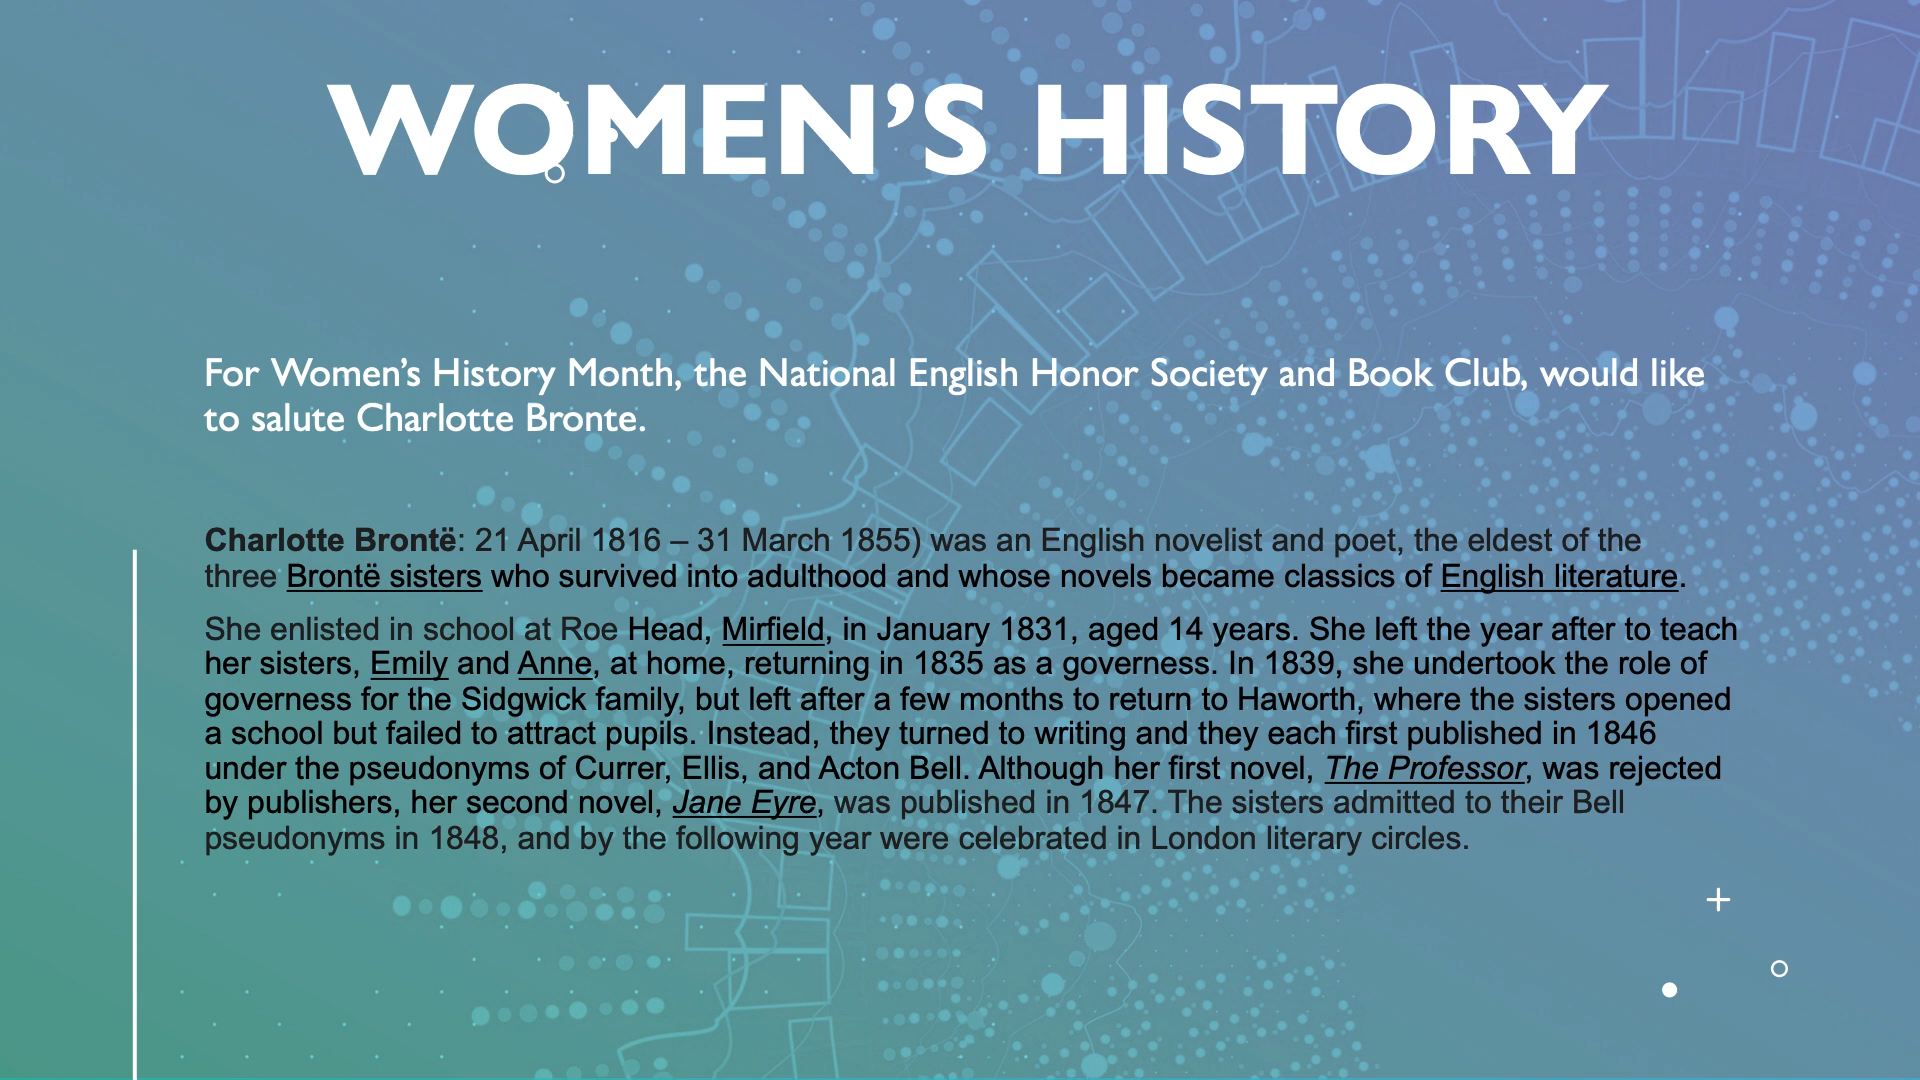 WOMEN’S HISTORY
For Women’s History Month, the National English Honor Society and Book Club, would like
to salute Charlotte Bronte.
Charlotte Brontë: 21 April 1816 – 31 March 1855) was an English novelist and poet, the eldest of the
three Brontë sisters who survived into adulthood and whose novels became classics of English literature.
She enlisted in school at Roe Head, Mirfield, in January 1831, aged 14 years. She left the year after to teach
her sisters, Emily and Anne, at home, returning in 1835 as a governess. In 1839, she undertook the role of
governess for the Sidgwick family, but left after a few months to return to Haworth, where the sisters opened
a school but failed to attract pupils. Instead, they turned to writing and they each first published in 1846
under the pseudonyms of Currer, Ellis, and Acton Bell. Although her first novel, The Professor, was rejected
by publishers, her second novel, Jane Eyre, was published in 1847. The sisters admitted to their Bell
pseudonyms in 1848, and by the following year were celebrated in London literary circles.